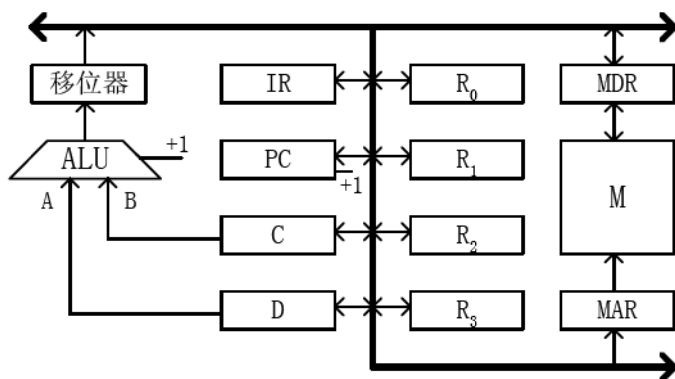 移位器
IR
R₀
MDR
ALU
+1
PC
+1
R₁
M
A
B
C
R₂
D
R₃
MAR